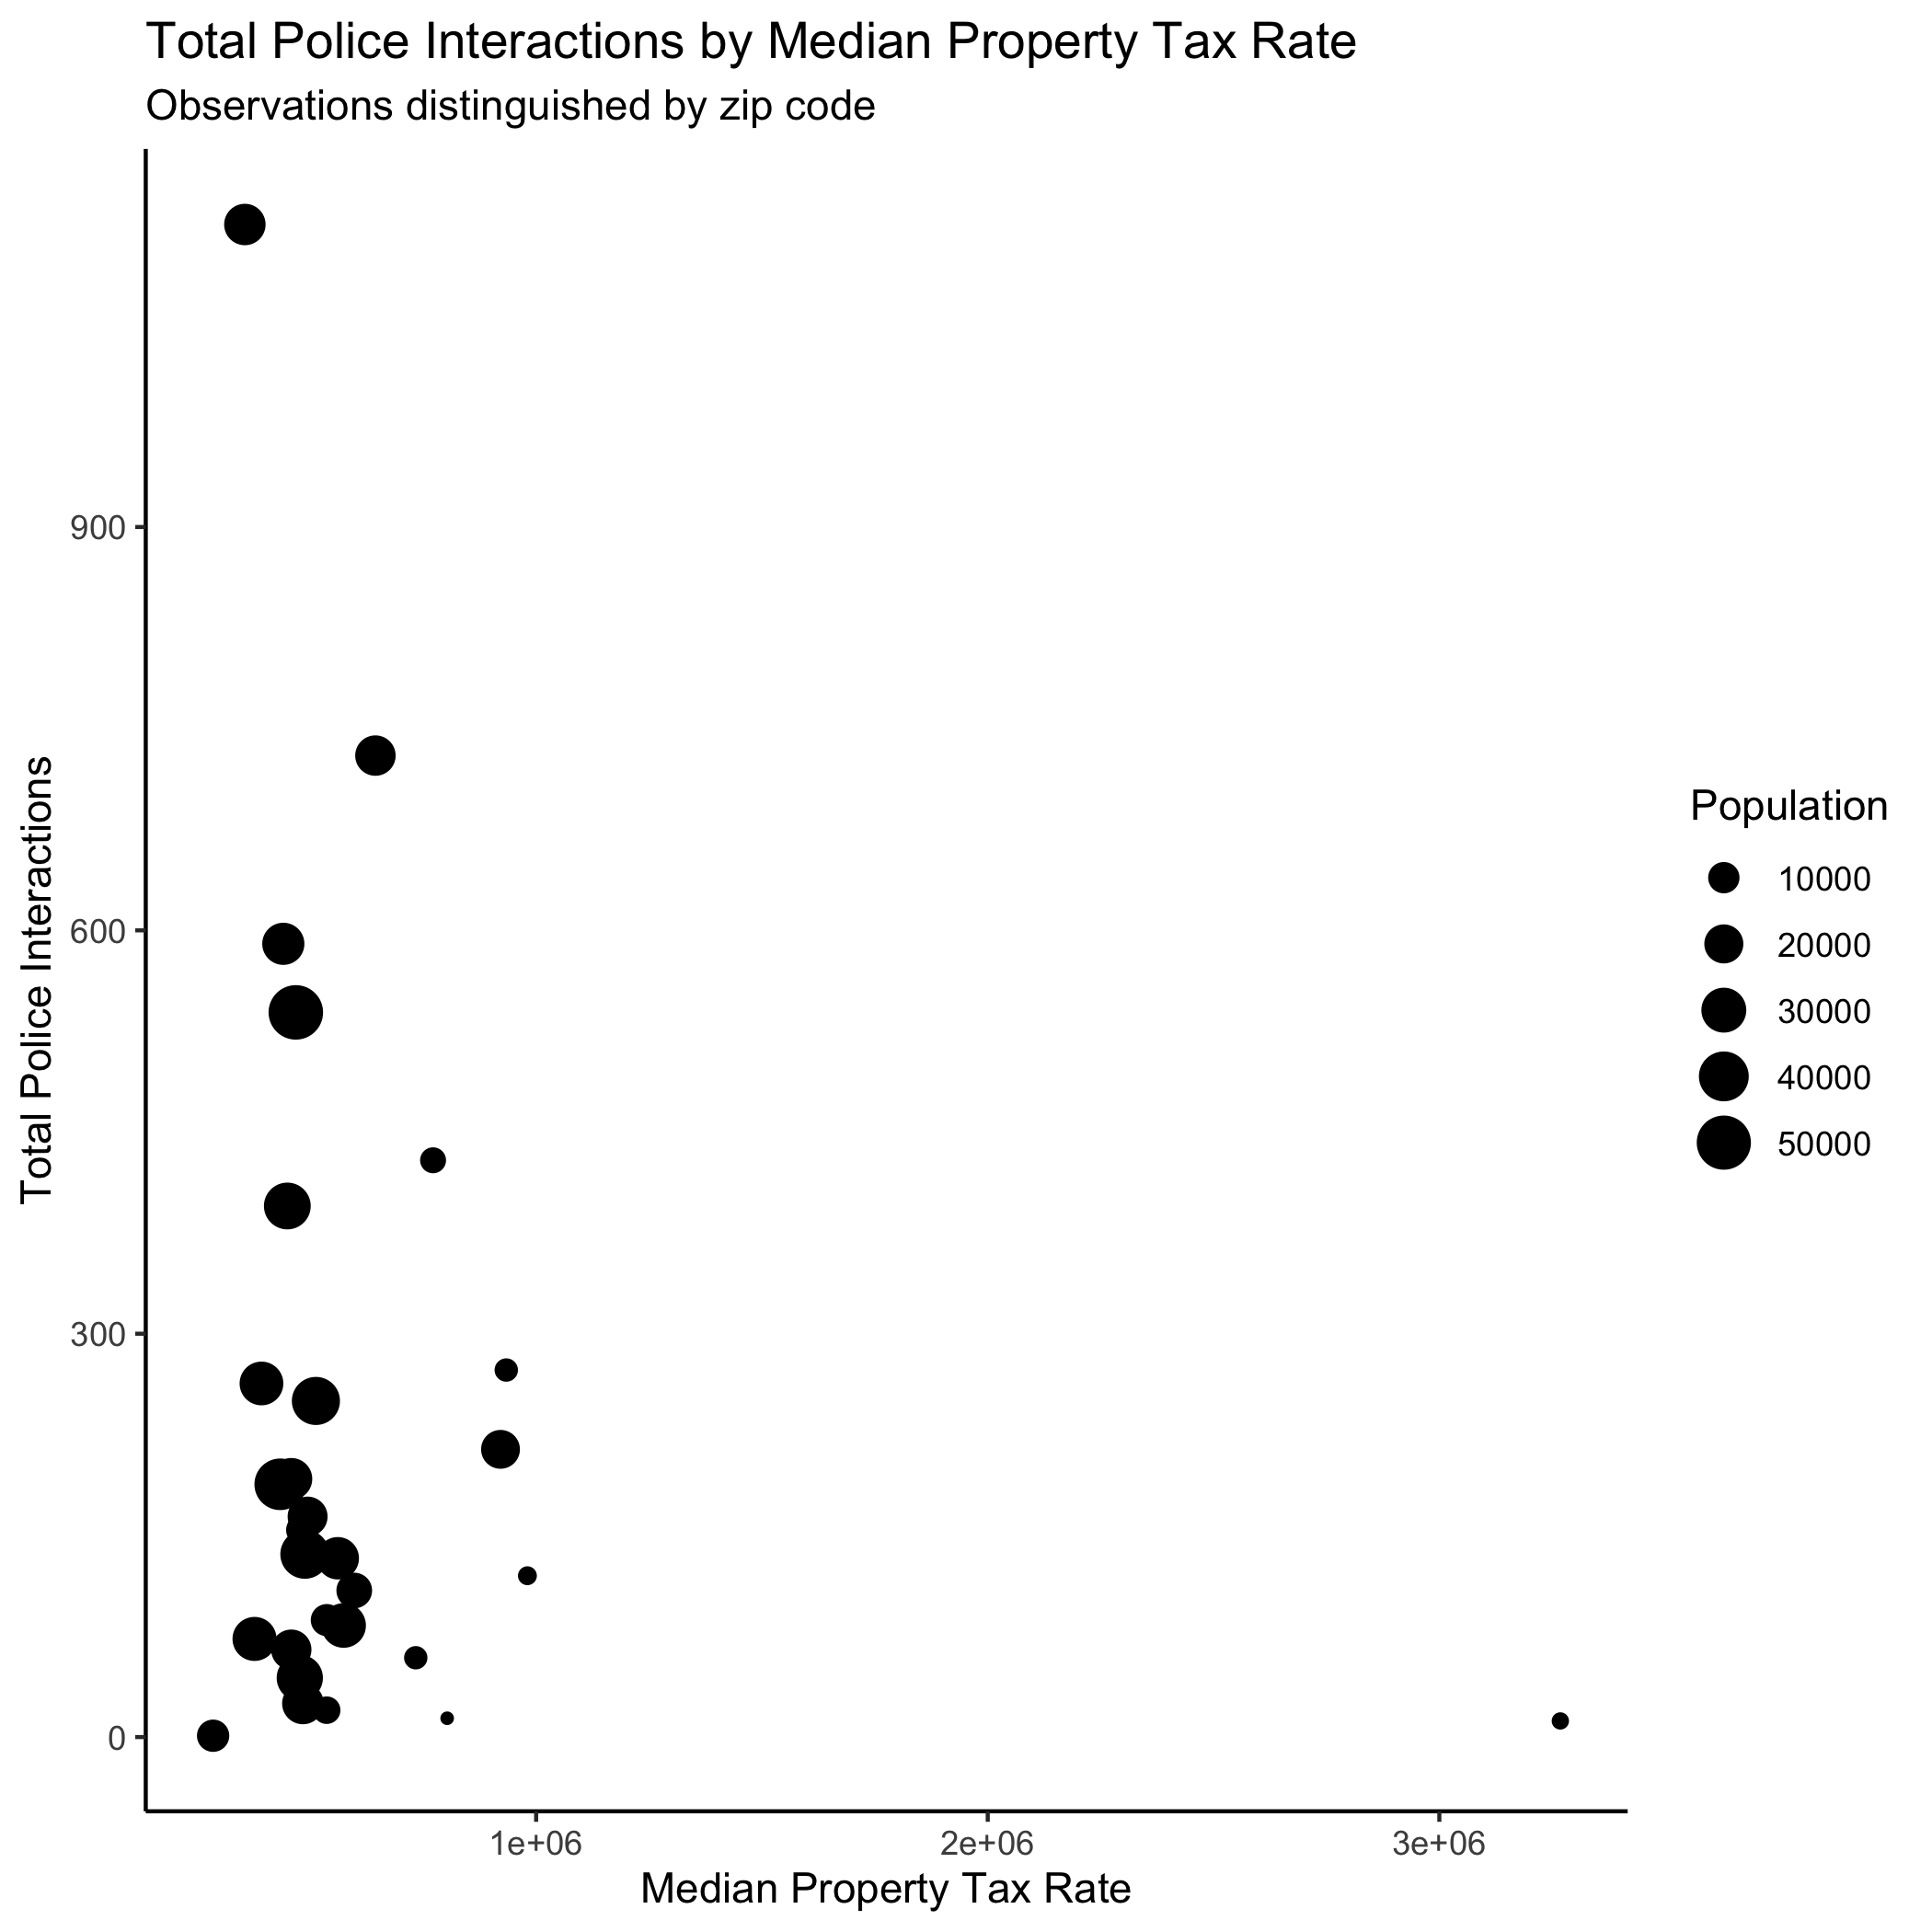 Total Police Interactions by Median Property Tax Rate
Observations distinguished by zip code
Total Police Interactions
900
600
300
0
1e+06
2e+06
3e+06
Median Property Tax Rate
Population
10000
20000
30000
40000
50000